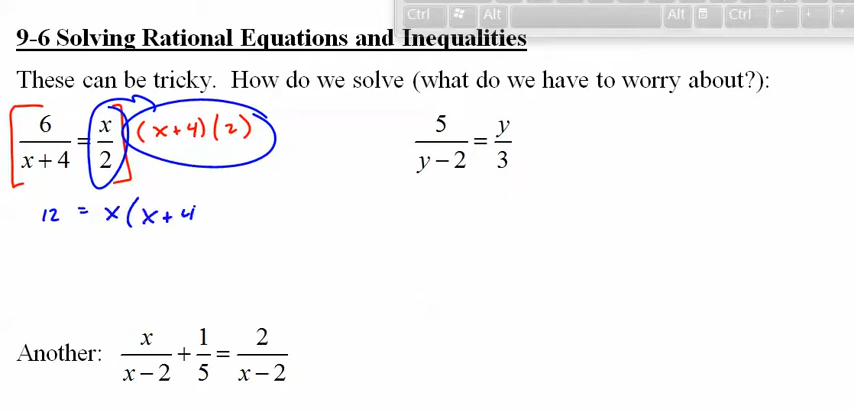 Ctrl Alt Alt Ctrl
9-6 Solving Rational Equations and Inequalities
These can be tricky. How do we solve (what do we have to worry about?):
[6/(x+4) = x/2] (x+4)(2)
5/(y−2) = y/3
12 = x(x+4
Another: x/(x−2) + 1/5 = 2/(x−2)